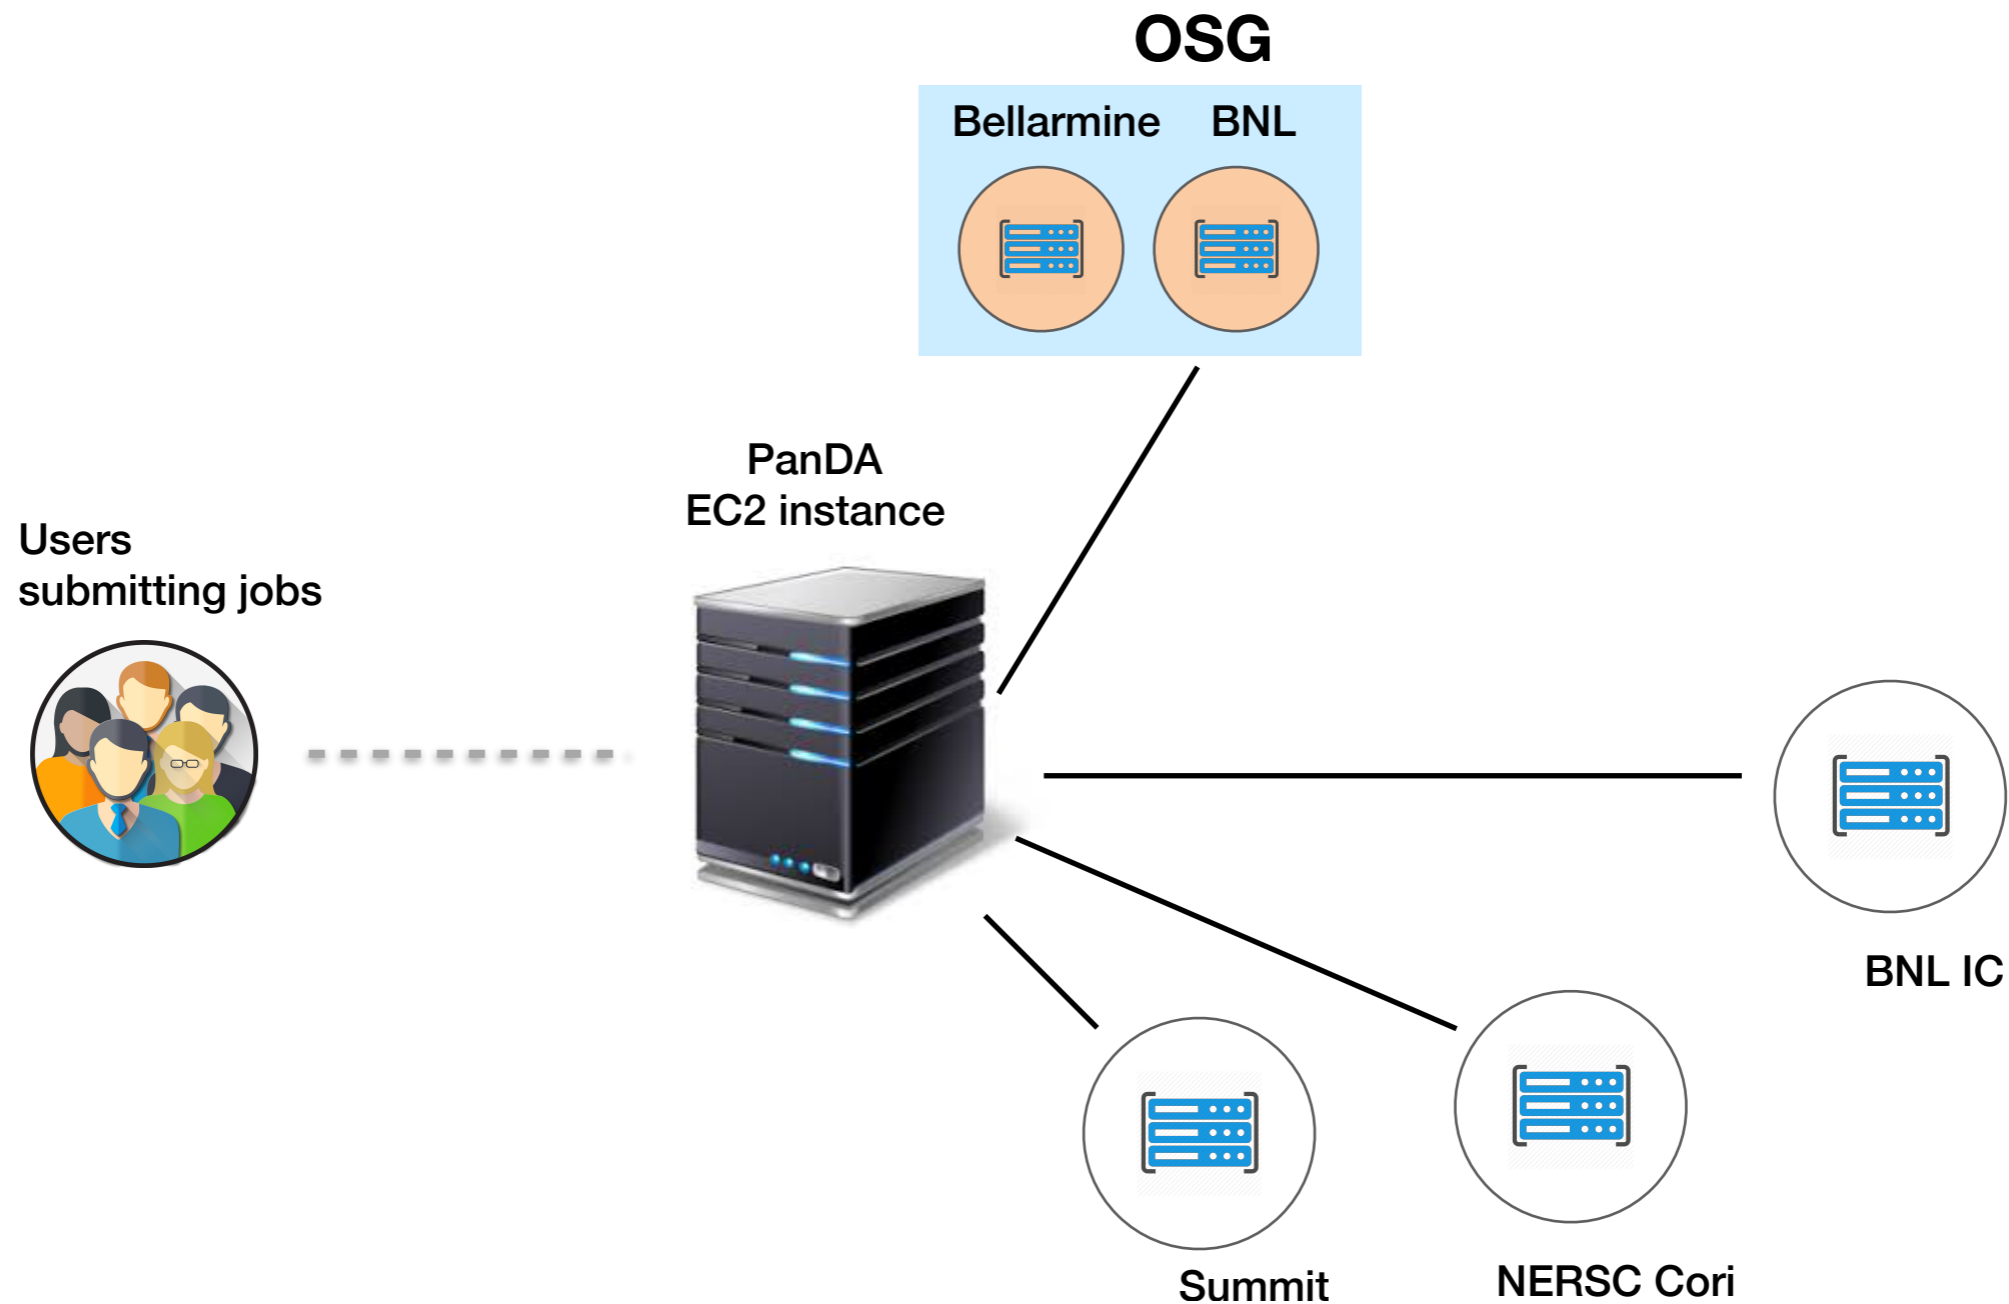 OSG
Bellarmine BNL
PanDA
EC2 instance
Users
submitting jobs
BNL IC
Summit
NERSC Cori